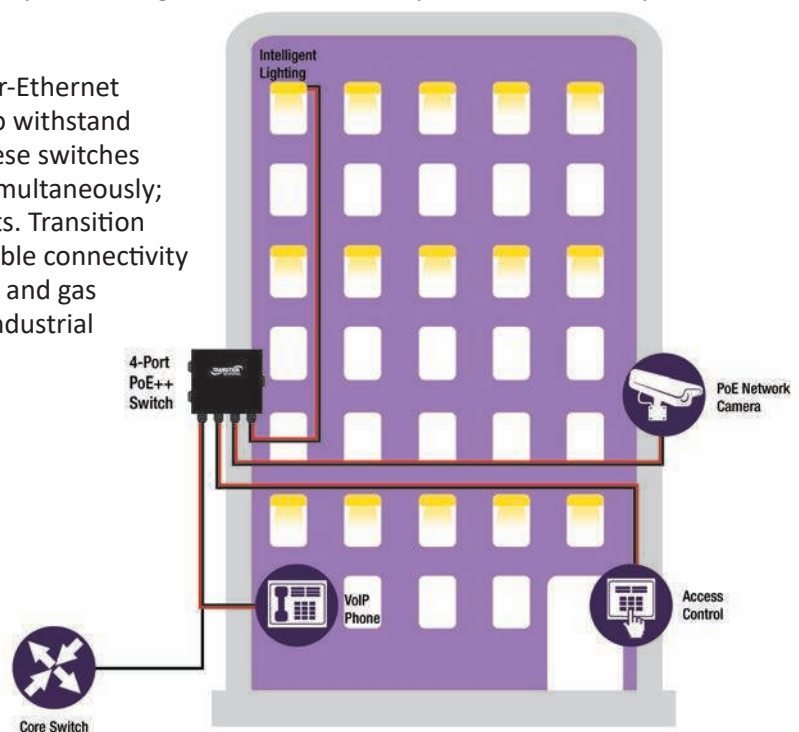 Intelligent
Lighting
r-Ethernet
withstand
ese switches
multaneously;
ts. Transition
ble connectivity
and gas
ndustrial
4-Port
PoE++
Switch
TRANSITION
PoE Network
Camera
VoIP
Phone
Access
Control
Core Switch